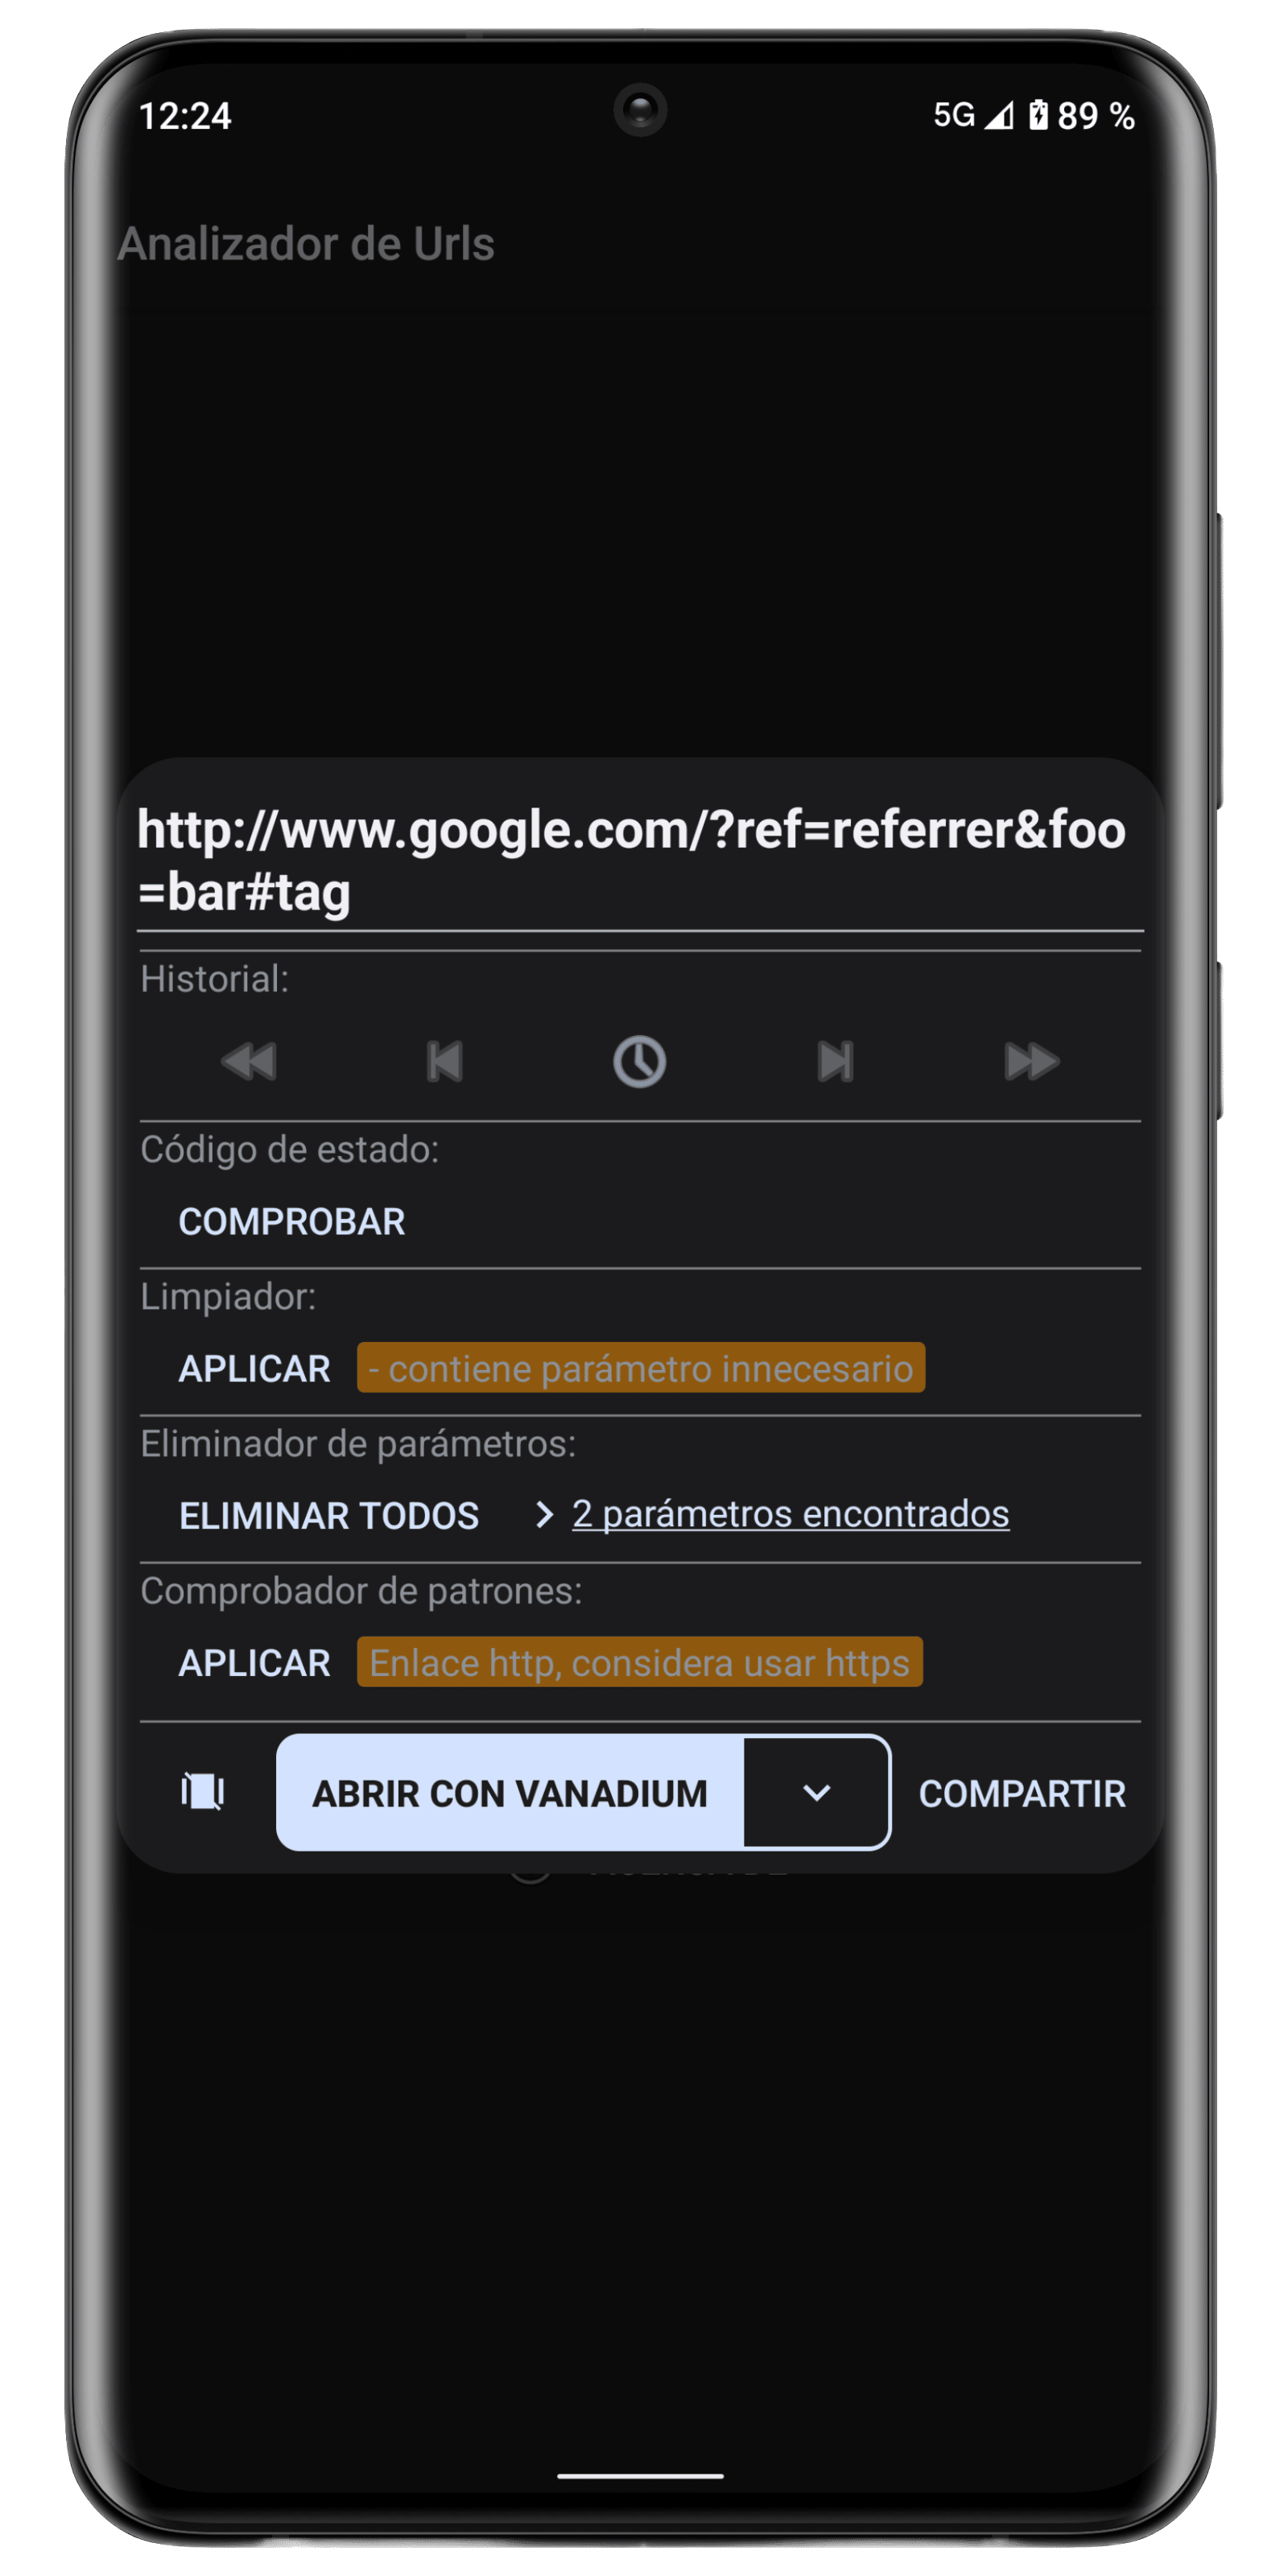 12:24
5G 89 %
Analizador de Urls
http://www.google.com/?ref=referrer&foo
=bar#tag
Historial:
Código de estado:
COMPROBAR
Limpiador:
APLICAR - contiene parámetro innecesario
Eliminador de parámetros:
ELIMINAR TODOS 2 parámetros encontrados
Comprobador de patrones:
APLICAR Enlace http, considera usar https
ABRIR CON VANADIUM COMPARTIR